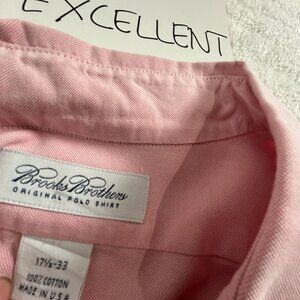 EXCELLENT
Brooks Brothers
ORIGINAL POLO SHIRT
17½-33
100% COTTON
MADE IN U.S.A.